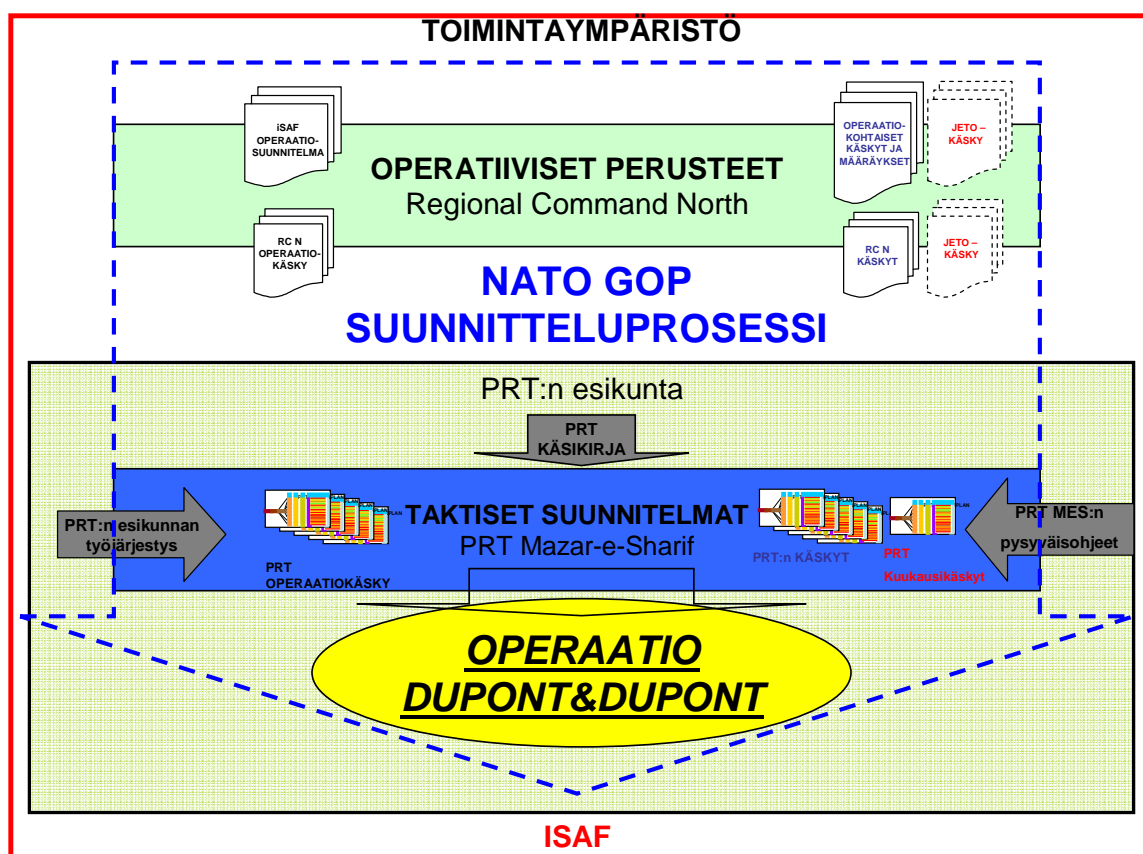 TOIMINTAYMPÄRISTÖ
iSAF
OPERAATIO-
SUUNNITELMA
OPERAATIO-
KOHTAISET
KÄSKYT JA
MÄÄRÄYKSET
JETO –
KÄSKY
OPERATIIVISET PERUSTEET
Regional Command North
RC N
OPERAATIO-
KÄSKY
RC N
KÄSKYT
JETO –
KÄSKY
NATO GOP
SUUNNITTELUPROSESSI
PRT:n esikunta
PRT
KÄSIKIRJA
PRT:n esikunnan
työjärjestys
TAKTISET SUUNNITELMAT
PRT Mazar-e-Sharif
PRT
OPERAATIOKÄSKY
PRT:n KÄSKYT
PRT
Kuukausikäskyt
PRT MES:n
pysyväisohjeet
OPERAATIO
DUPONT&DUPONT
ISAF